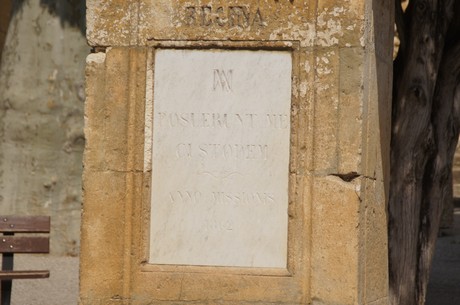 REGINA
POSUERUNT ME
CUSTODEM
ANNO MISSIONIS